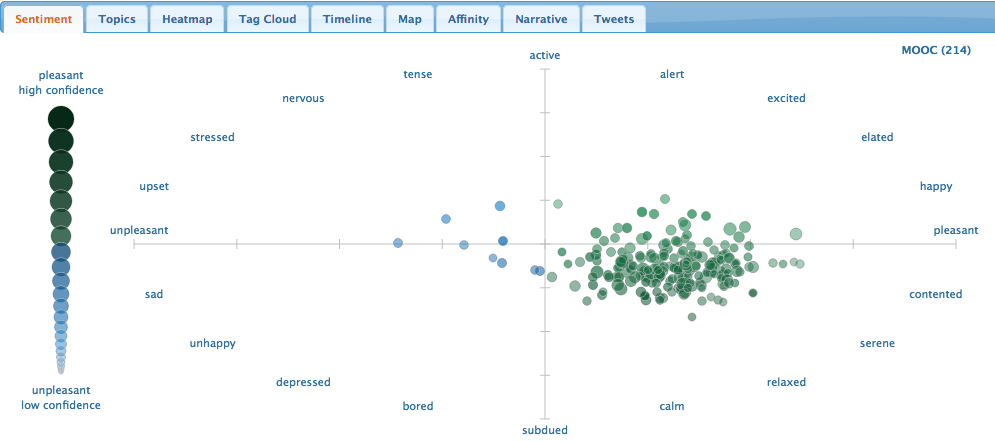 Sentiment
Topics
Heatmap
Tag Cloud
Timeline
Map
Affinity
Narrative
Tweets
MOOC (214)
active
tense
alert
pleasant
high confidence
nervous
excited
stressed
elated
upset
happy
unpleasant
pleasant
sad
contented
unhappy
serene
depressed
relaxed
unpleasant
low confidence
bored
calm
subdued